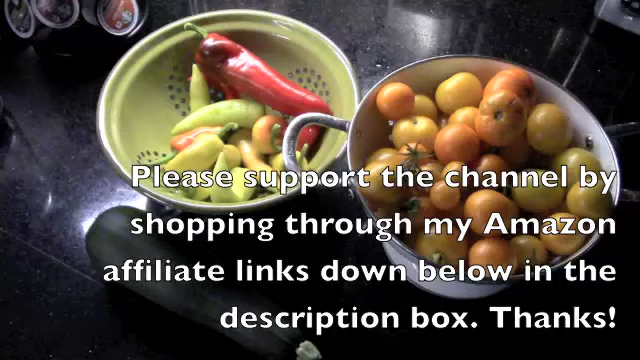 Please support the channel by
shopping through my Amazon
affiliate links down below in the
description box. Thanks!